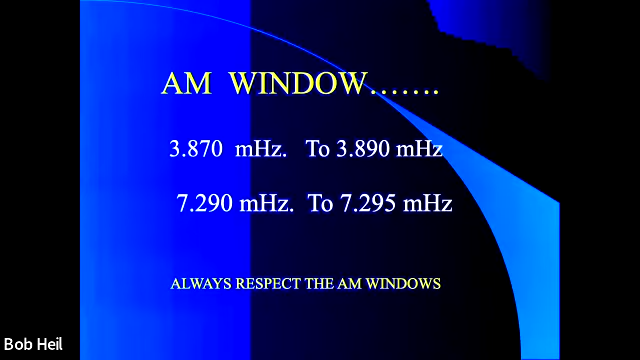 AM WINDOW.......
3.870 mHz. To 3.890 mHz
7.290 mHz. To 7.295 mHz
ALWAYS RESPECT THE AM WINDOWS
Bob Heil